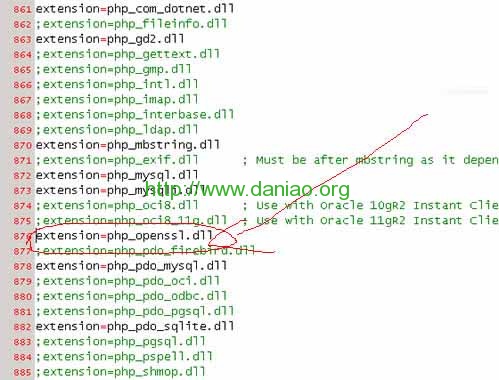 861 extension=php_com_dotnet.dll
862 ;extension=php_fileinfo.dll
863 extension=php_gd2.dll
864 ;extension=php_gettext.dll
865 ;extension=php_gmp.dll
866 ;extension=php_intl.dll
867 ;extension=php_imap.dll
868 ;extension=php_interbase.dll
869 ;extension=php_ldap.dll
870 extension=php_mbstring.dll
871 ;extension=php_exif.dll ; Must be after mbstring as it depen
872 extension=php_mysql.dll
873 extension=php_mysqli.dll
http://www.daniao.org
874 ;extension=php_oci8.dll ; Use with Oracle 10gR2 Instant Clie
875 ;extension=php_oci8_11g.dll ; Use with Oracle 11gR2 Instant Clie
876 extension=php_openssl.dll
877 ;extension=php_pdo_firebird.dll
878 extension=php_pdo_mysql.dll
879 ;extension=php_pdo_oci.dll
880 ;extension=php_pdo_odbc.dll
881 ;extension=php_pdo_pgsql.dll
882 extension=php_pdo_sqlite.dll
883 ;extension=php_pgsql.dll
884 ;extension=php_pspell.dll
885 ;extension=php_shmop.dll